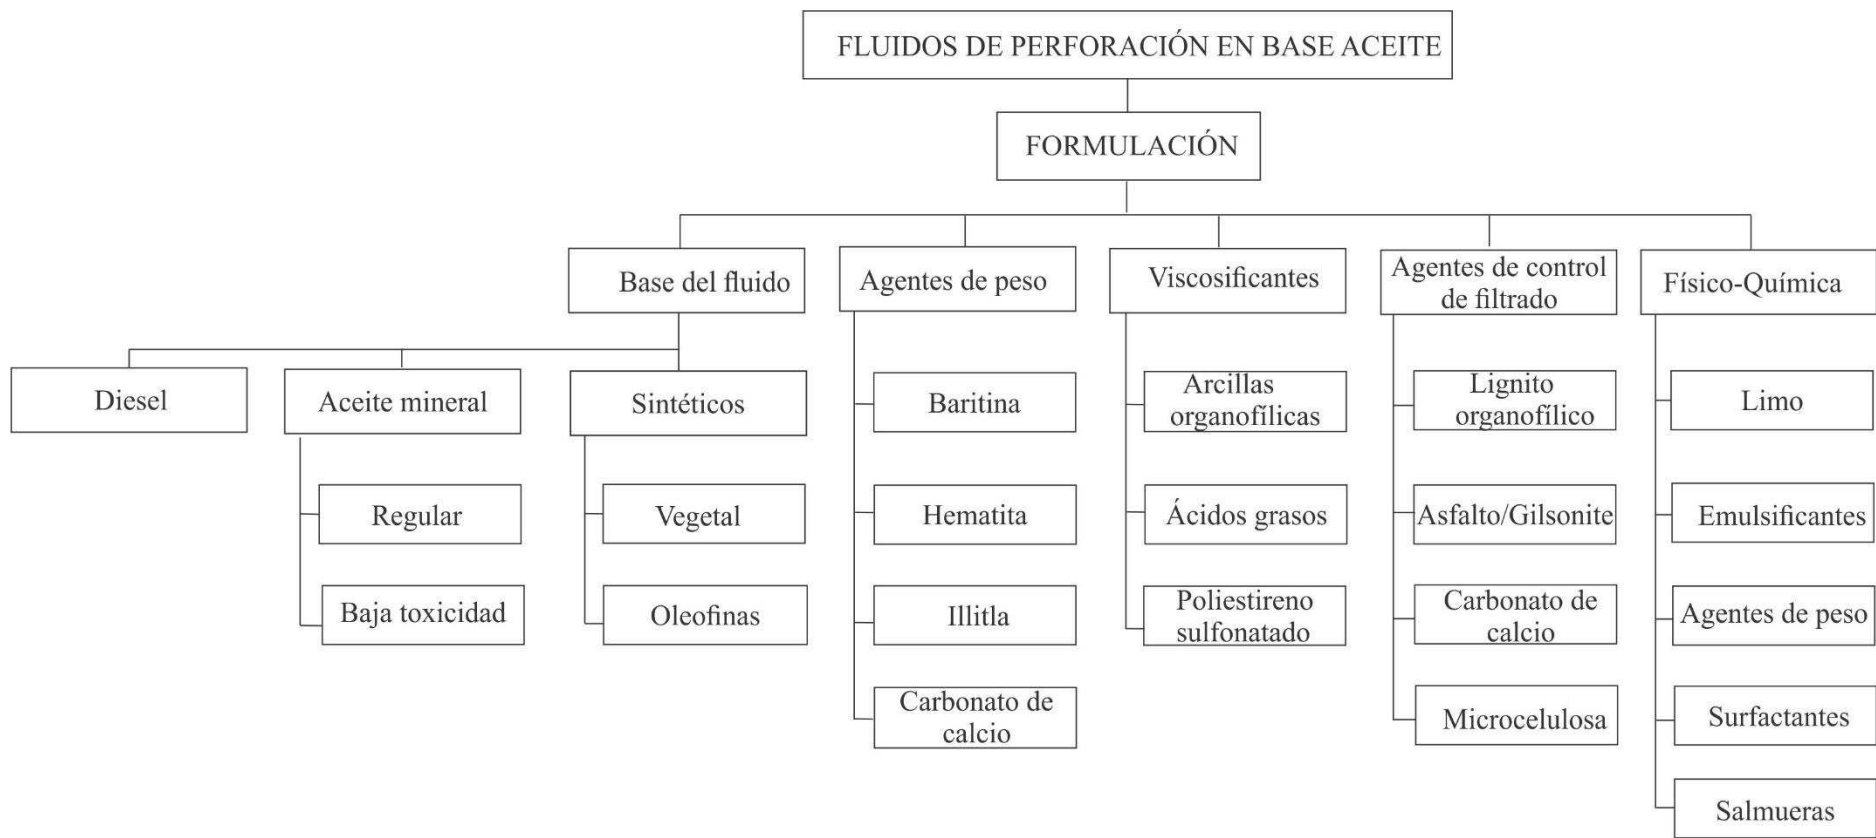 FLUIDOS DE PERFORACIÓN EN BASE ACEITE
FORMULACIÓN
Base del fluido
Agentes de peso
Viscosificantes
Agentes de control
de filtrado
Físico-Química
Diesel
Aceite mineral
Sintéticos
Baritina
Arcillas
organofílicas
Lignito
organofílico
Limo
Regular
Vegetal
Hematita
Ácidos grasos
Asfalto/Gilsonite
Emulsificantes
Baja toxicidad
Oleofinas
Illitla
Poliestireno
sulfonatado
Carbonato de
calcio
Agentes de peso
Carbonato de
calcio
Microcelulosa
Surfactantes
Salmueras